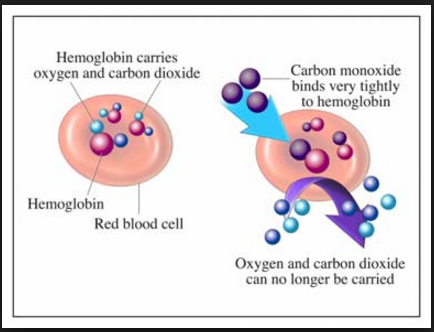 Hemoglobin carries
oxygen and carbon dioxide
Hemoglobin
Red blood cell
Carbon monoxide
binds very tightly
to hemoglobin
Oxygen and carbon dioxide
can no longer be carried